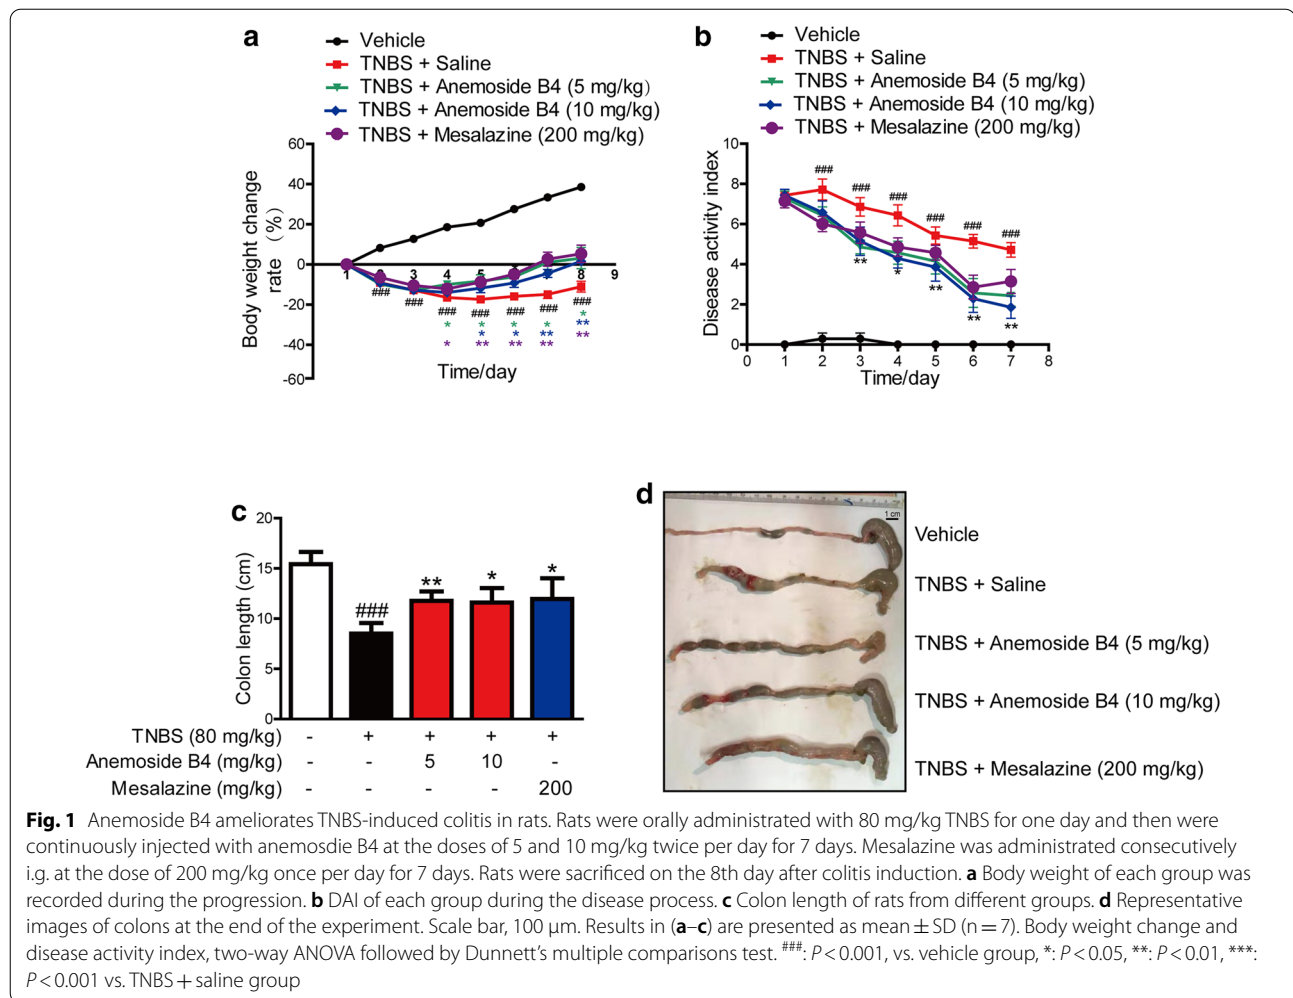 a
Vehicle
TNBS + Saline
TNBS + Anemoside B4 (5 mg/kg)
TNBS + Anemoside B4 (10 mg/kg)
TNBS + Mesalazine (200 mg/kg)
Body weight change
rate (%)
60
40
20
0
-20
-40
-60
1 2 3 4 5 6 7 8 9
### ### ### ### ### ### ###
* * * * *
* * ** **
* ** ** ** **
Time/day
b
Vehicle
TNBS + Saline
TNBS + Anemoside B4 (5 mg/kg)
TNBS + Anemoside B4 (10 mg/kg)
TNBS + Mesalazine (200 mg/kg)
Disease activity index
10
8
6
4
2
0
### ### ### ### ### ###
** * ** ** **
0 1 2 3 4 5 6 7 8
Time/day
c
Colon length (cm)
20
15
10
5
0
### ** * *
TNBS (80 mg/kg) - + + + +
Anemoside B4 (mg/kg) - - 5 10 -
Mesalazine (mg/kg) - - - - 200
d
1 cm
Vehicle
TNBS + Saline
TNBS + Anemoside B4 (5 mg/kg)
TNBS + Anemoside B4 (10 mg/kg)
TNBS + Mesalazine (200 mg/kg)
Fig. 1 Anemoside B4 ameliorates TNBS-induced colitis in rats. Rats were orally administrated with 80 mg/kg TNBS for one day and then were
continuously injected with anemosdie B4 at the doses of 5 and 10 mg/kg twice per day for 7 days. Mesalazine was administrated consecutively
i.g. at the dose of 200 mg/kg once per day for 7 days. Rats were sacrificed on the 8th day after colitis induction. a Body weight of each group was
recorded during the progression. b DAI of each group during the disease process. c Colon length of rats from different groups. d Representative
images of colons at the end of the experiment. Scale bar, 100 μm. Results in (a–c) are presented as mean ± SD (n = 7). Body weight change and
disease activity index, two-way ANOVA followed by Dunnett's multiple comparisons test. ###: P < 0.001, vs. vehicle group, *: P < 0.05, **: P < 0.01, ***:
P < 0.001 vs. TNBS + saline group